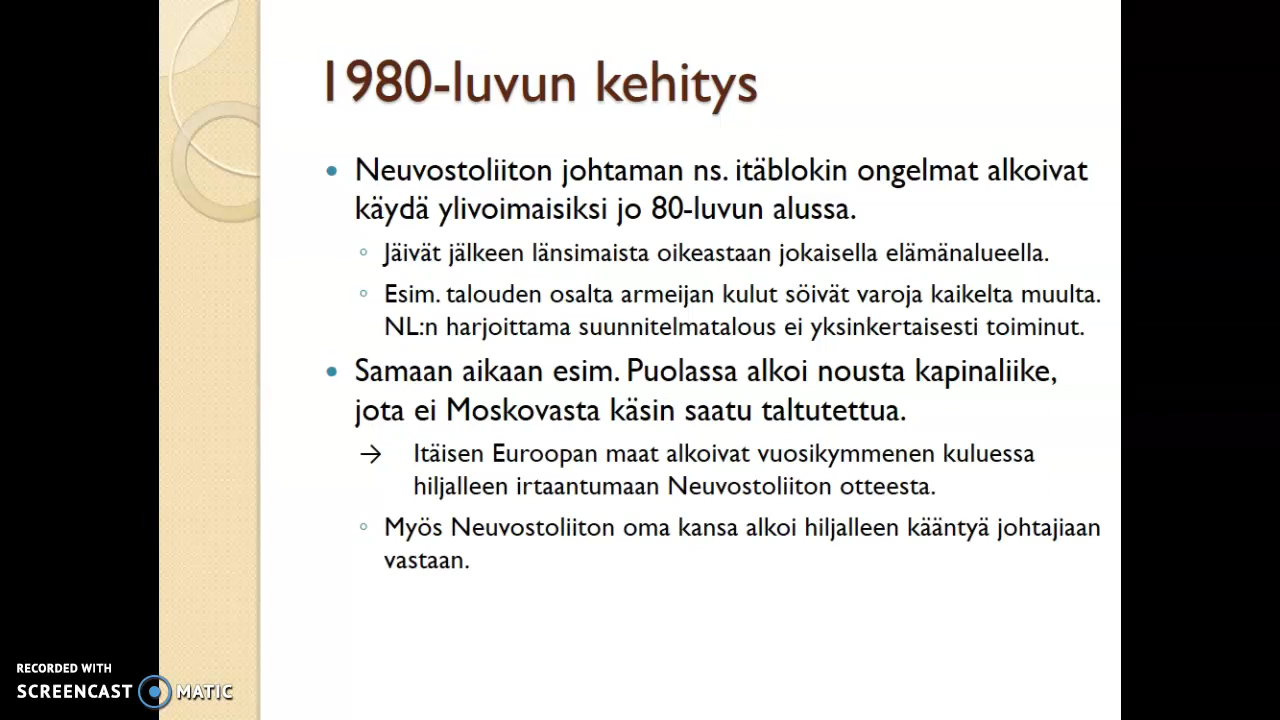 1980-luvun kehitys
• Neuvostoliiton johtaman ns. itäblokin ongelmat alkoivat
käydä ylivoimaisiksi jo 80-luvun alussa.
◦ Jäivät jälkeen länsimaista oikeastaan jokaisella elämänalueella.
◦ Esim. talouden osalta armeijan kulut söivät varoja kaikelta muulta.
NL:n harjoittama suunnitelmatalous ei yksinkertaisesti toiminut.
• Samaan aikaan esim. Puolassa alkoi nousta kapinaliike,
jota ei Moskovasta käsin saatu taltutettua.
→ Itäisen Euroopan maat alkoivat vuosikymmenen kuluessa
hiljalleen irtaantumaan Neuvostoliiton otteesta.
◦ Myös Neuvostoliiton oma kansa alkoi hiljalleen kääntyä johtajiaan
vastaan.
RECORDED WITH
SCREENCAST MATIC